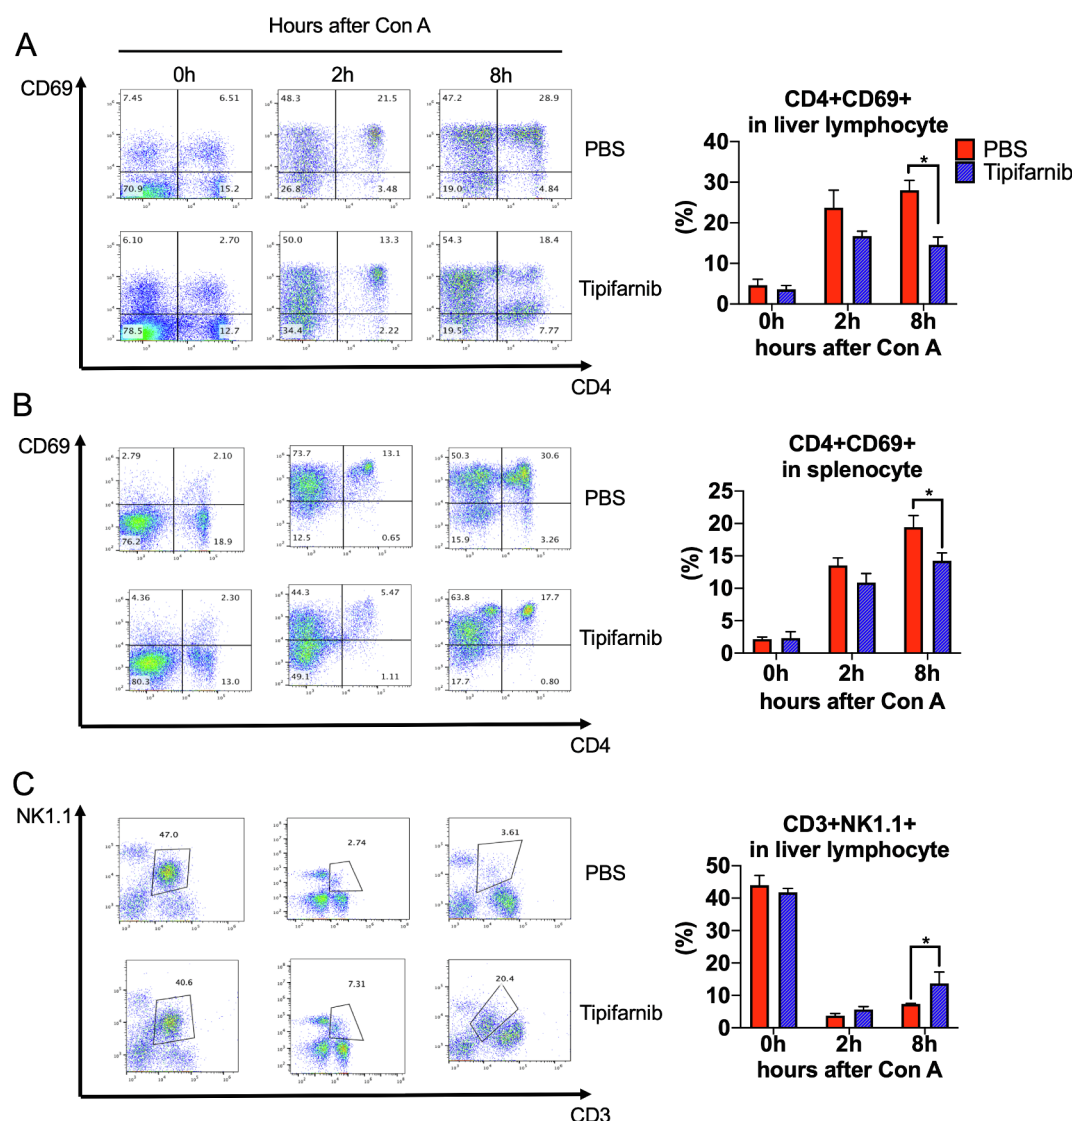 A
Hours after Con A
CD69
0h 2h 8h
7.45 6.51
70.9 15.2
48.3 21.5
26.8 3.48
47.2 28.9
19.0 4.84
PBS
6.10 2.70
78.5 12.7
50.0 13.3
34.4 2.22
54.3 18.4
19.5 7.77
Tipifarnib
CD4
CD4+CD69+
in liver lymphocyte
40
30
20
10
0
(%)
*
PBS
Tipifarnib
0h 2h 8h
hours after Con A
B
CD69
2.79 2.10
76.2 18.9
73.7 13.1
12.5 0.65
50.3 30.6
15.9 3.26
PBS
4.36 2.30
80.3 13.0
44.3 5.47
49.1 1.11
63.8 17.7
17.7 0.80
Tipifarnib
CD4
CD4+CD69+
in splenocyte
25
20
15
10
5
0
(%)
*
0h 2h 8h
hours after Con A
C
NK1.1
47.0
2.74
3.61
PBS
40.6
7.31
20.4
Tipifarnib
CD3
CD3+NK1.1+
in liver lymphocyte
50
40
30
20
10
0
(%)
*
0h 2h 8h
hours after Con A